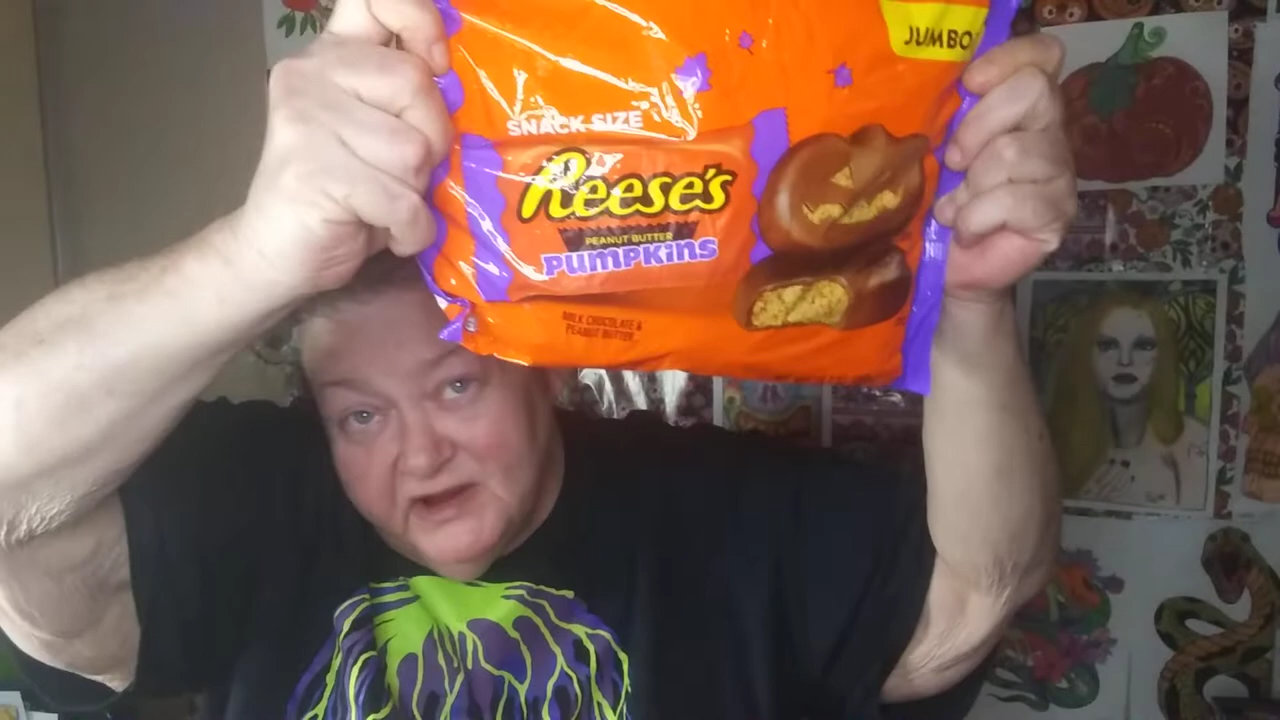 JUMBO
SNACK SIZE
Reese's
PEANUT BUTTER
PUMPKINS
MILK CHOCOLATE &
PEANUT BUTTER